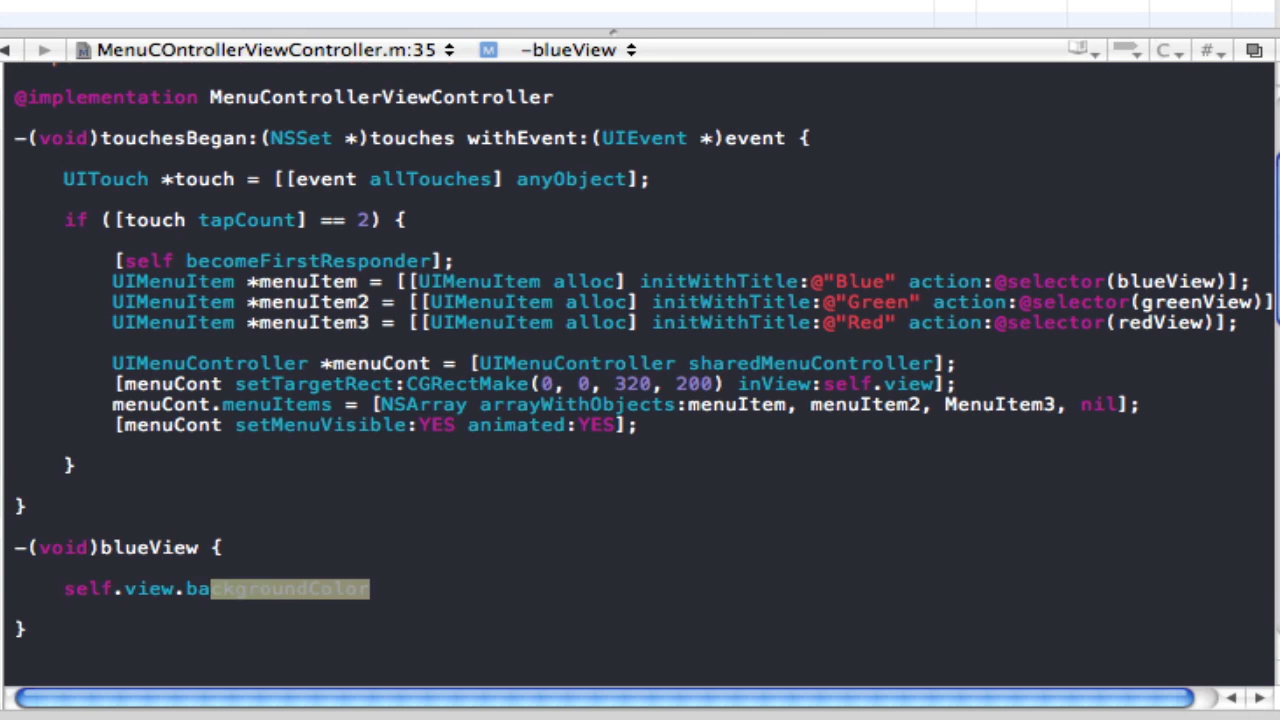 MenuCOntrollerViewController.m:35 M -blueView C #
@implementation MenuControllerViewController
-(void)touchesBegan:(NSSet *)touches withEvent:(UIEvent *)event {
UITouch *touch = [[event allTouches] anyObject];
if ([touch tapCount] == 2) {
[self becomeFirstResponder];
UIMenuItem *menuItem = [[UIMenuItem alloc] initWithTitle:@"Blue" action:@selector(blueView)];
UIMenuItem *menuItem2 = [[UIMenuItem alloc] initWithTitle:@"Green" action:@selector(greenView)]
UIMenuItem *menuItem3 = [[UIMenuItem alloc] initWithTitle:@"Red" action:@selector(redView)];
UIMenuController *menuCont = [UIMenuController sharedMenuController];
[menuCont setTargetRect:CGRectMake(0, 0, 320, 200) inView:self.view];
menuCont.menuItems = [NSArray arrayWithObjects:menuItem, menuItem2, MenuItem3, nil];
[menuCont setMenuVisible:YES animated:YES];
}
}
-(void)blueView {
self.view.backgroundColor
}